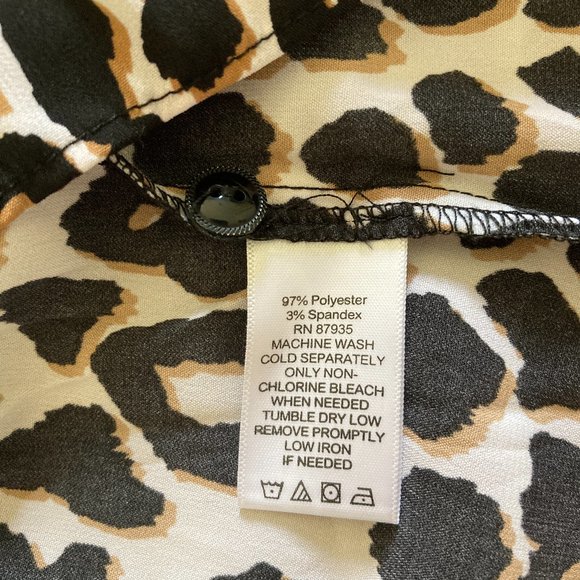 97% Polyester
3% Spandex
RN 87935
MACHINE WASH
COLD SEPARATELY
ONLY NON-
CHLORINE BLEACH
WHEN NEEDED
TUMBLE DRY LOW
REMOVE PROMPTLY
LOW IRON
IF NEEDED